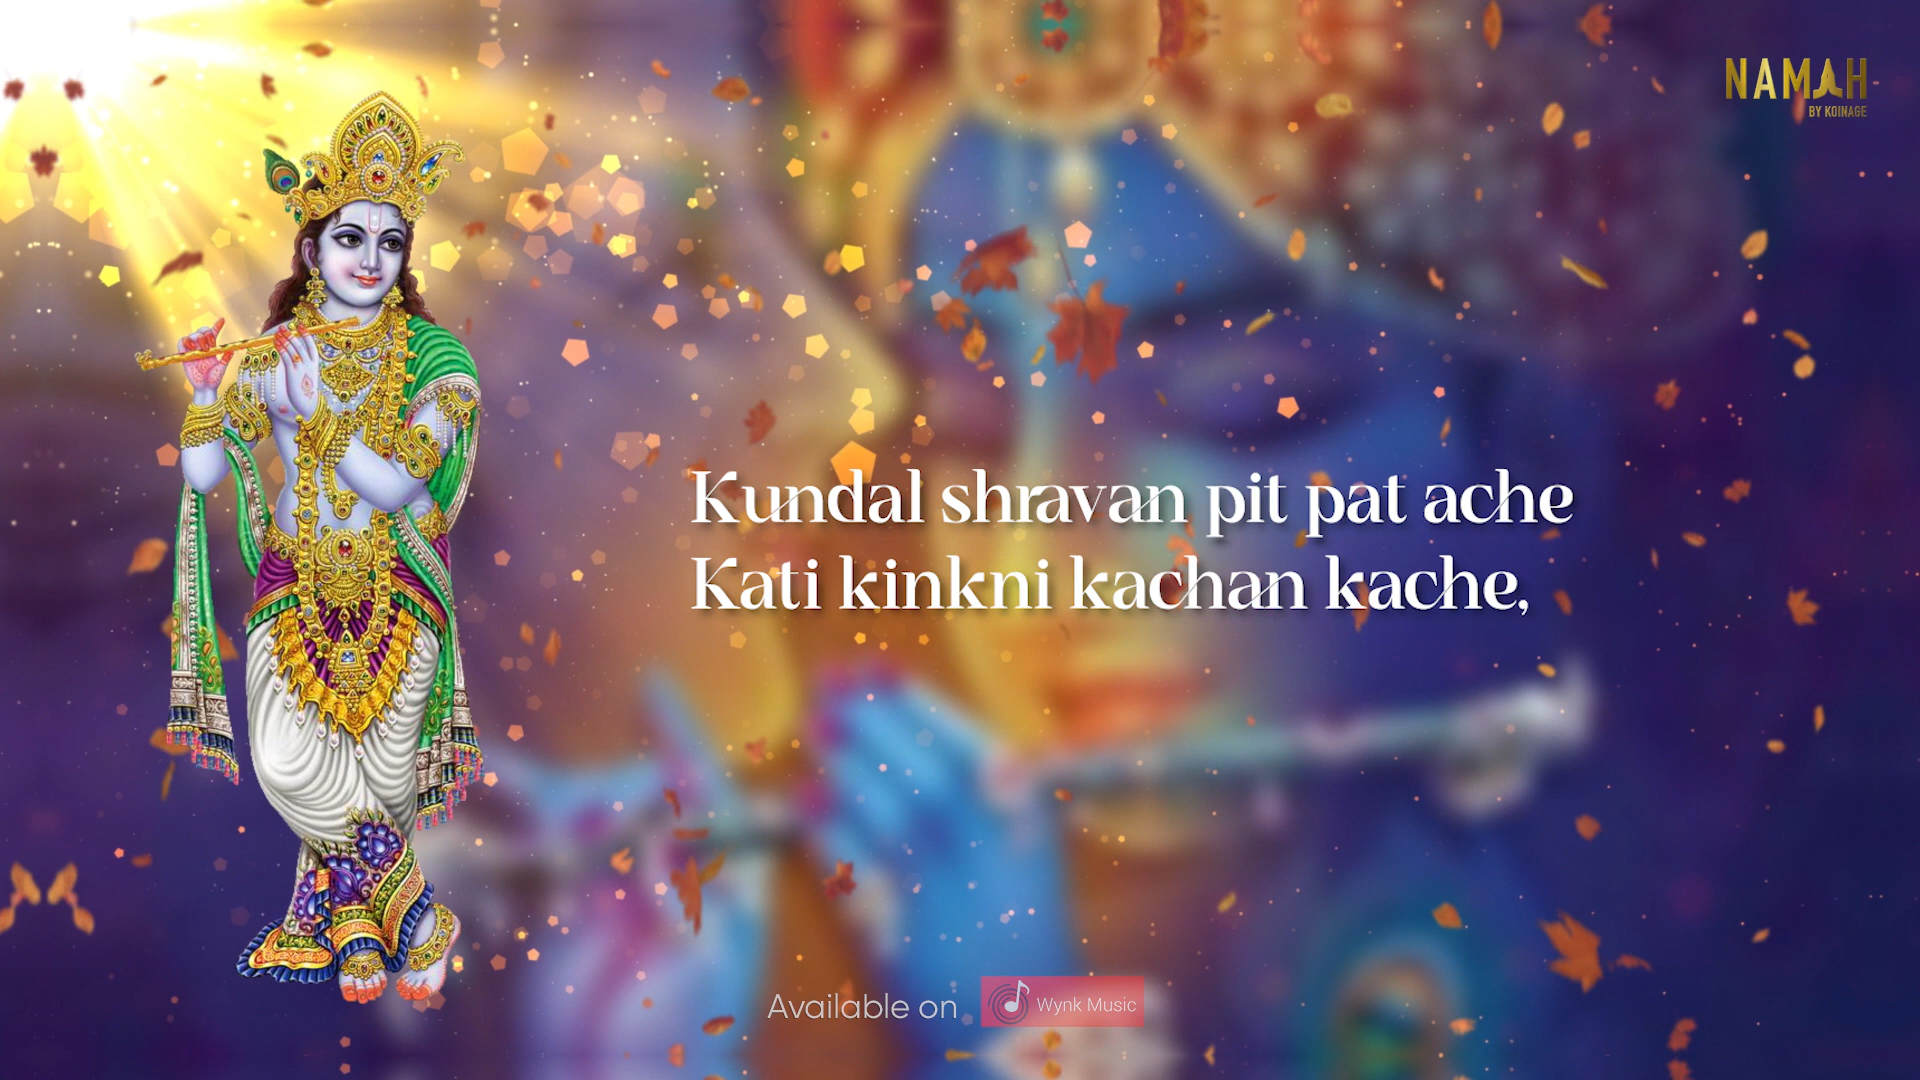 NAMAH
BY KOINAGE
Kundal shravan pit pat ache
Kati kinkni kachan kache,
Available on
Wynk Music